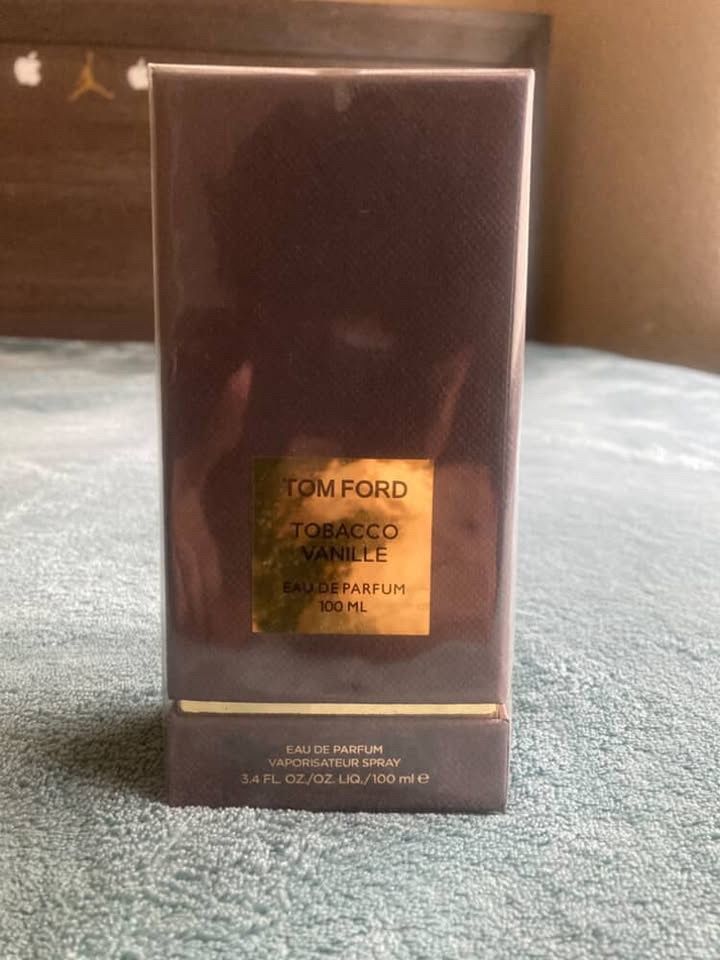 TOM FORD
TOBACCO
VANILLE
EAU DE PARFUM
100 ML
EAU DE PARFUM
VAPORISATEUR SPRAY
3.4 FL. OZ./OZ. LIQ./100 ml e